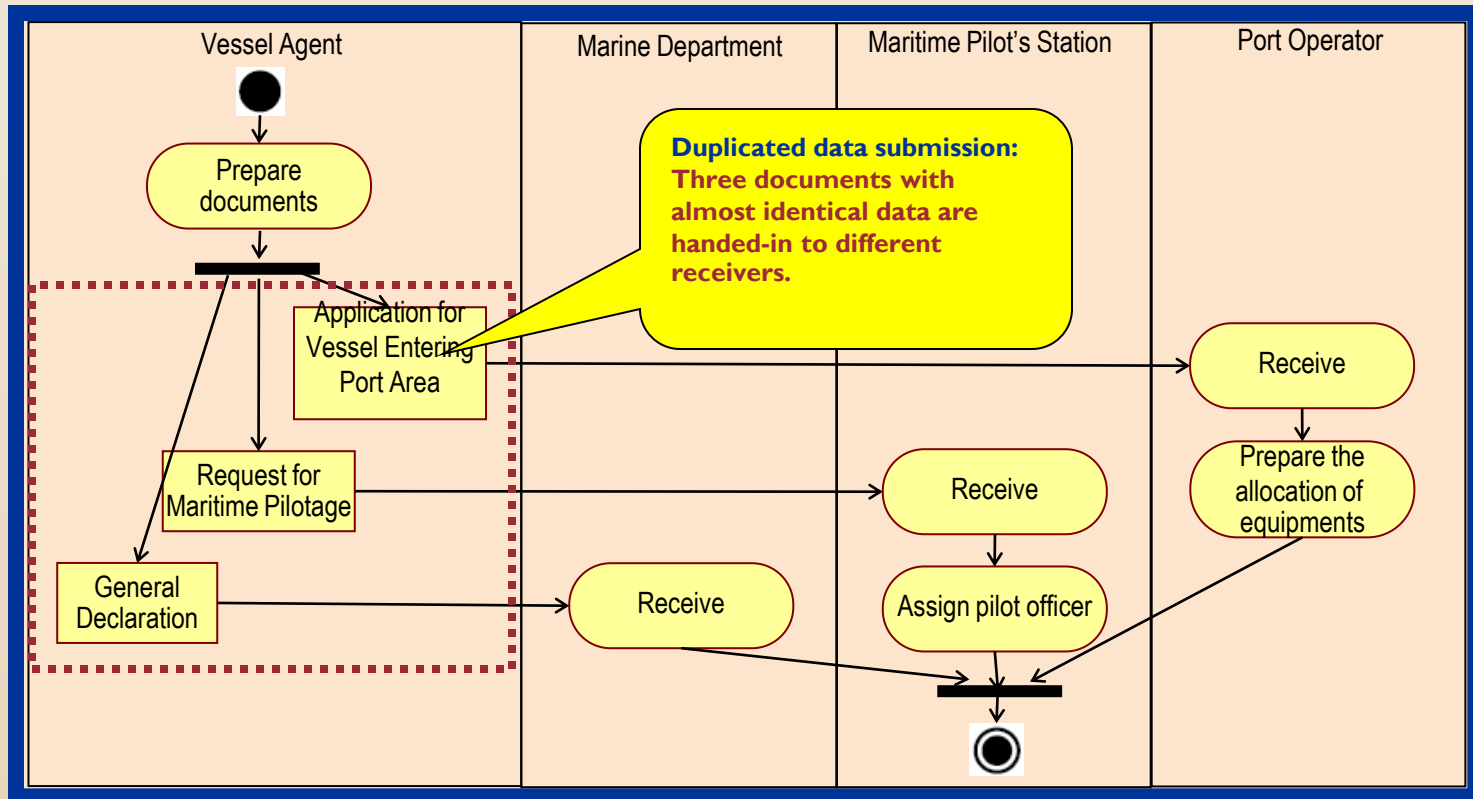 Vessel Agent
Marine Department
Maritime Pilot’s Station
Port Operator
Prepare
documents
Duplicated data submission:
Three documents with
almost identical data are
handed-in to different
receivers.
Application for
Vessel Entering
Port Area
Receive
Request for
Maritime Pilotage
Receive
Prepare the
allocation of
equipments
General
Declaration
Receive
Assign pilot officer